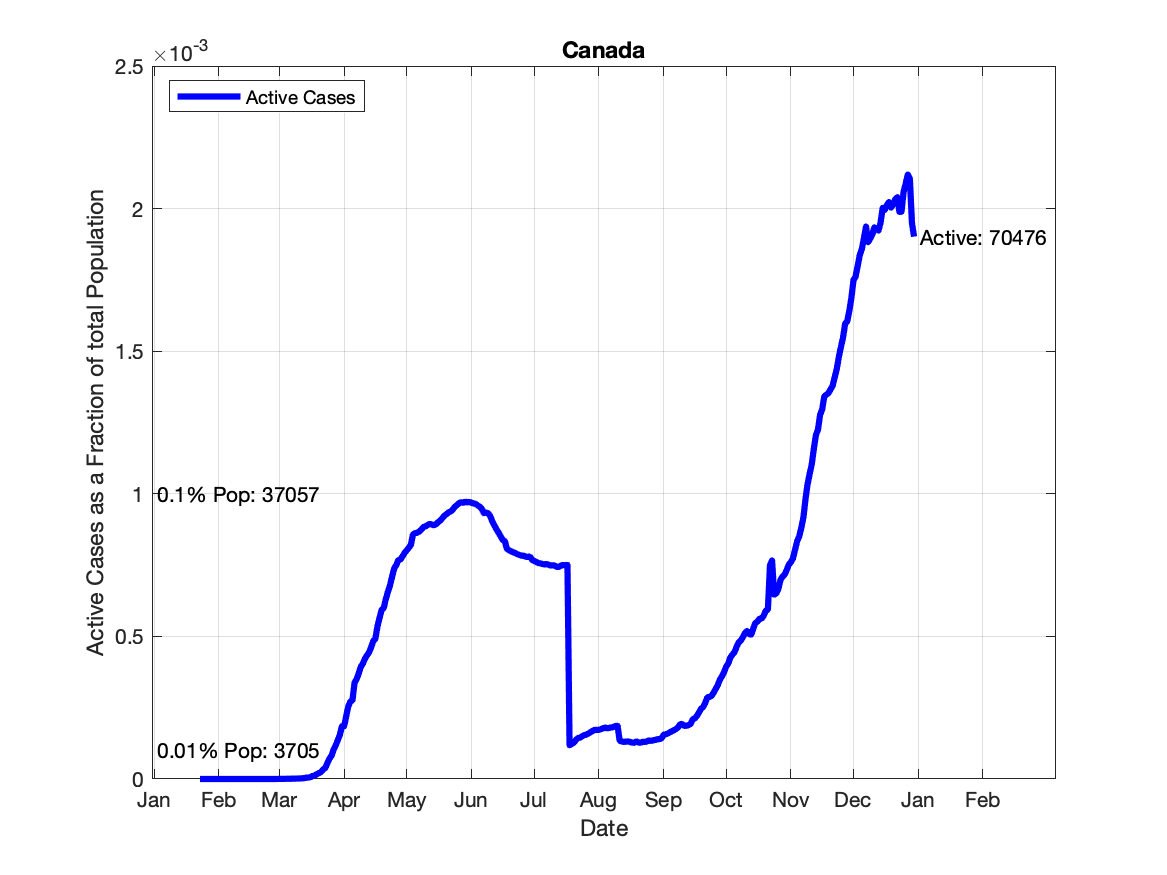 Canada
×10-3
2.5
2
1.5
1
0.5
0
Active Cases
Active: 70476
0.1% Pop: 37057
0.01% Pop: 3705
Jan Feb Mar Apr May Jun Jul Aug Sep Oct Nov Dec Jan Feb
Date
Active Cases as a Fraction of total Population